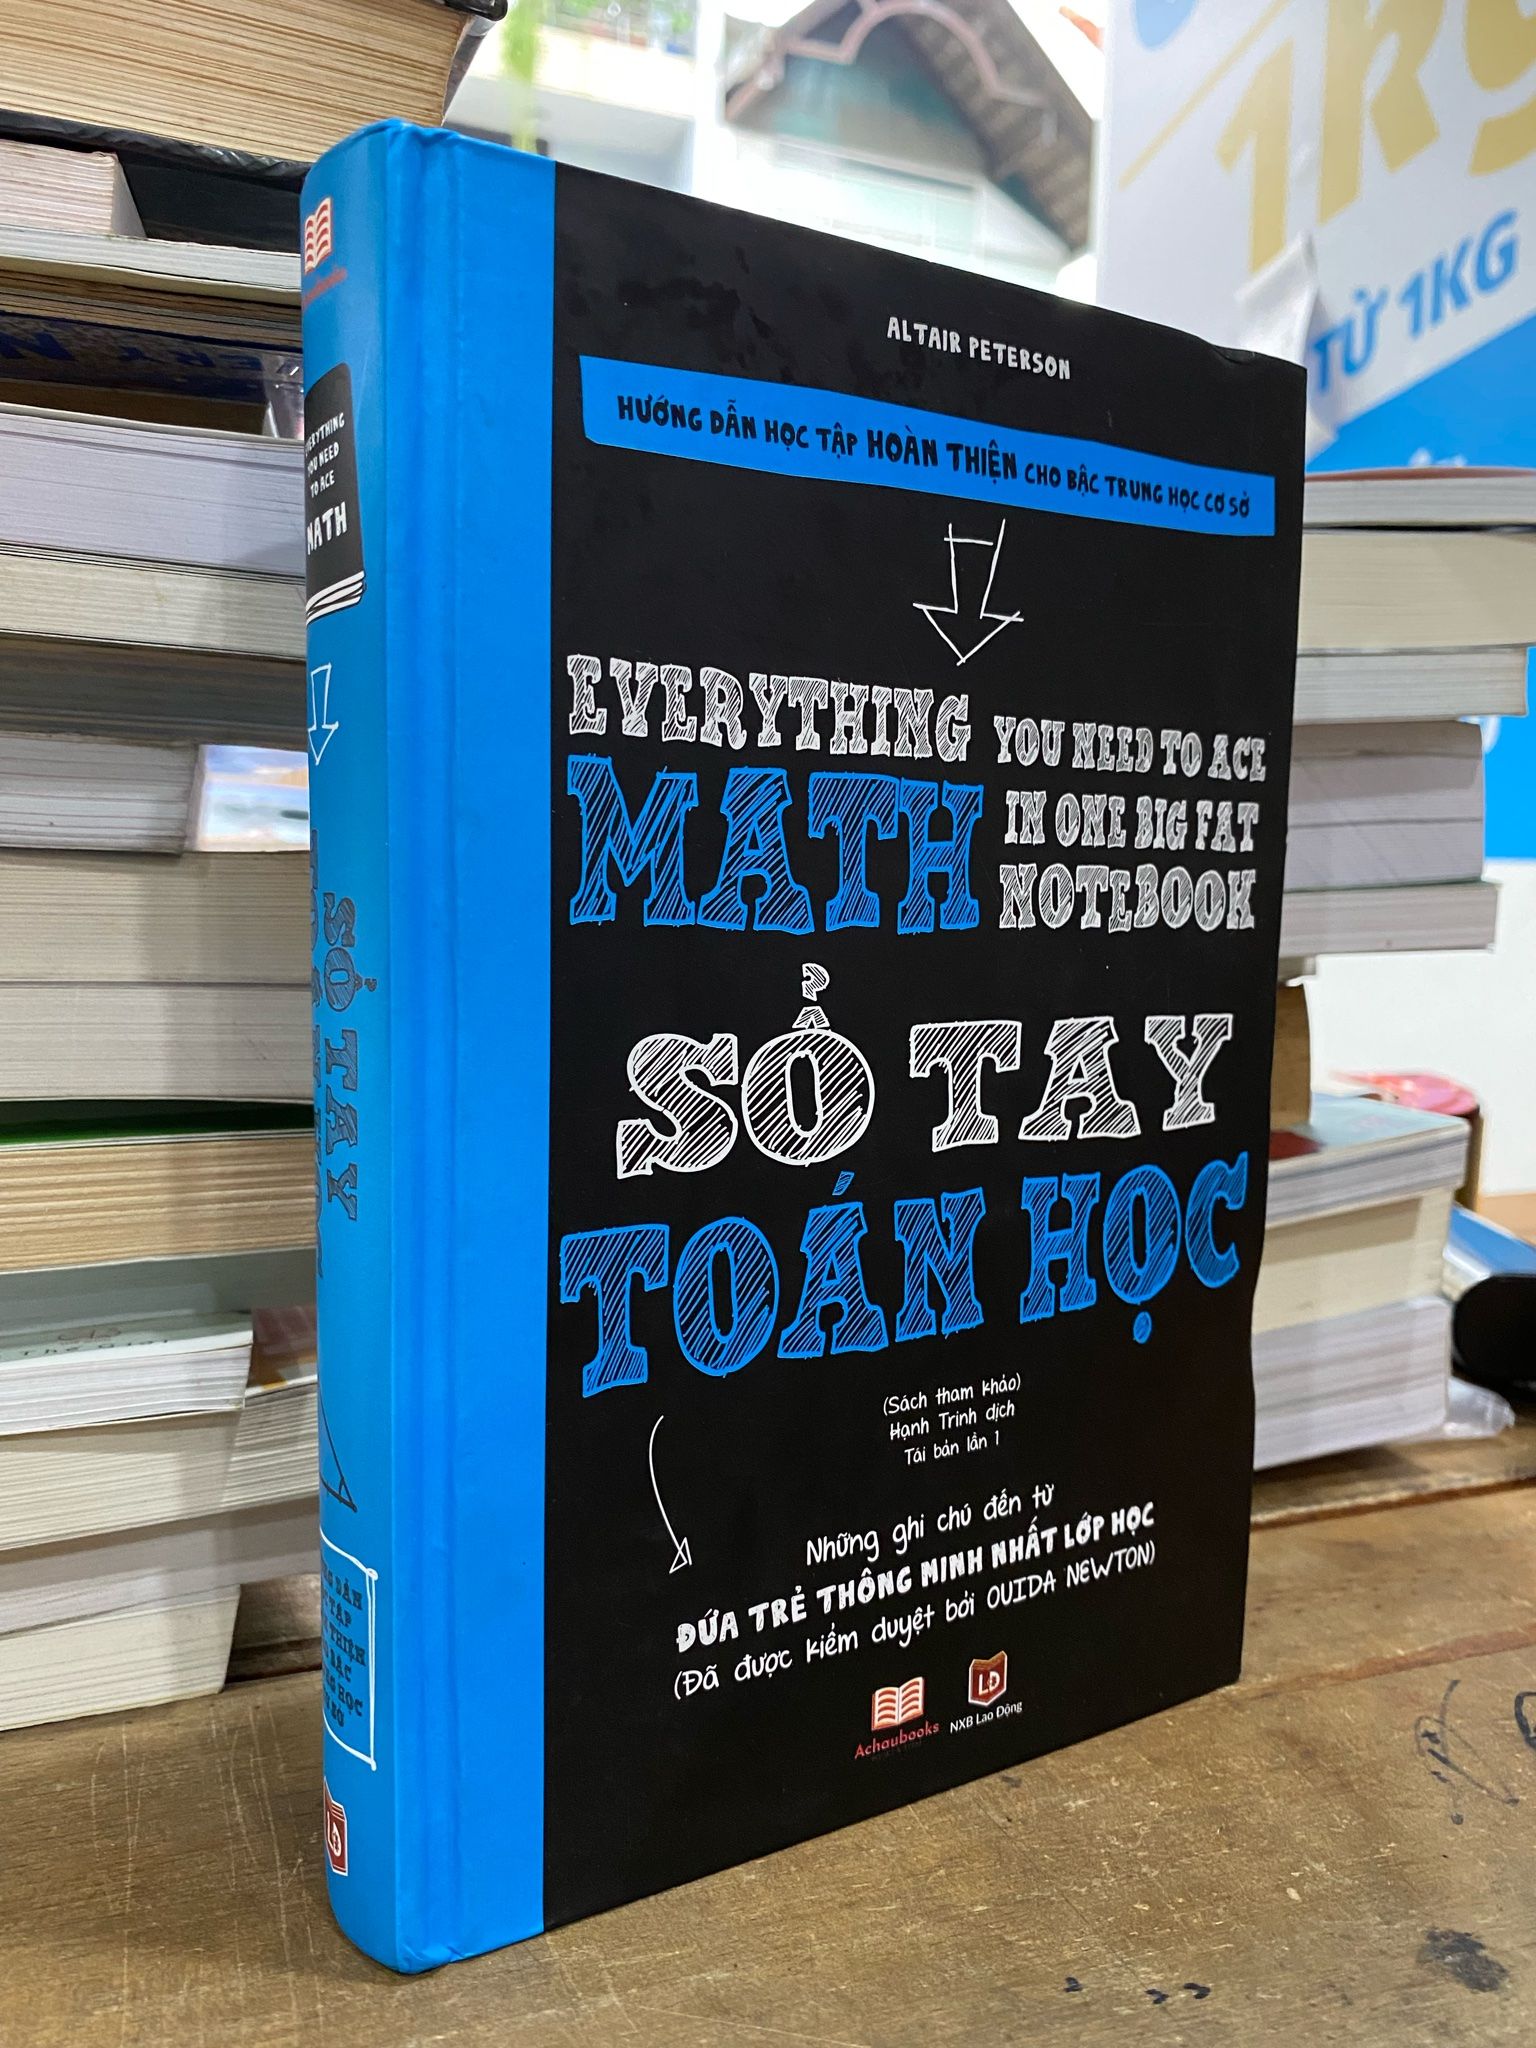 ALTAIR PETERSON
HƯỚNG DẪN HỌC TẬP HOÀN THIỆN CHO BẬC TRUNG HỌC CƠ SỞ
EVERYTHING YOU NEED TO ACE
MATH IN ONE BIG FAT
NOTEBOOK
SỔ TAY
TOÁN HỌC
(Sách tham khảo)
Hạnh Trinh dịch
Tái bản lần 1
Những ghi chú đến từ
ĐỨA TRẺ THÔNG MINH NHẤT LỚP HỌC
(Đã được kiểm duyệt bởi OUIDA NEWTON)
Achaubooks
LĐ
NXB Lao Động
EVERYTHING
YOU NEED
TO ACE
MATH
SỔ TAY
LĐ
1KG
TỪ 1KG